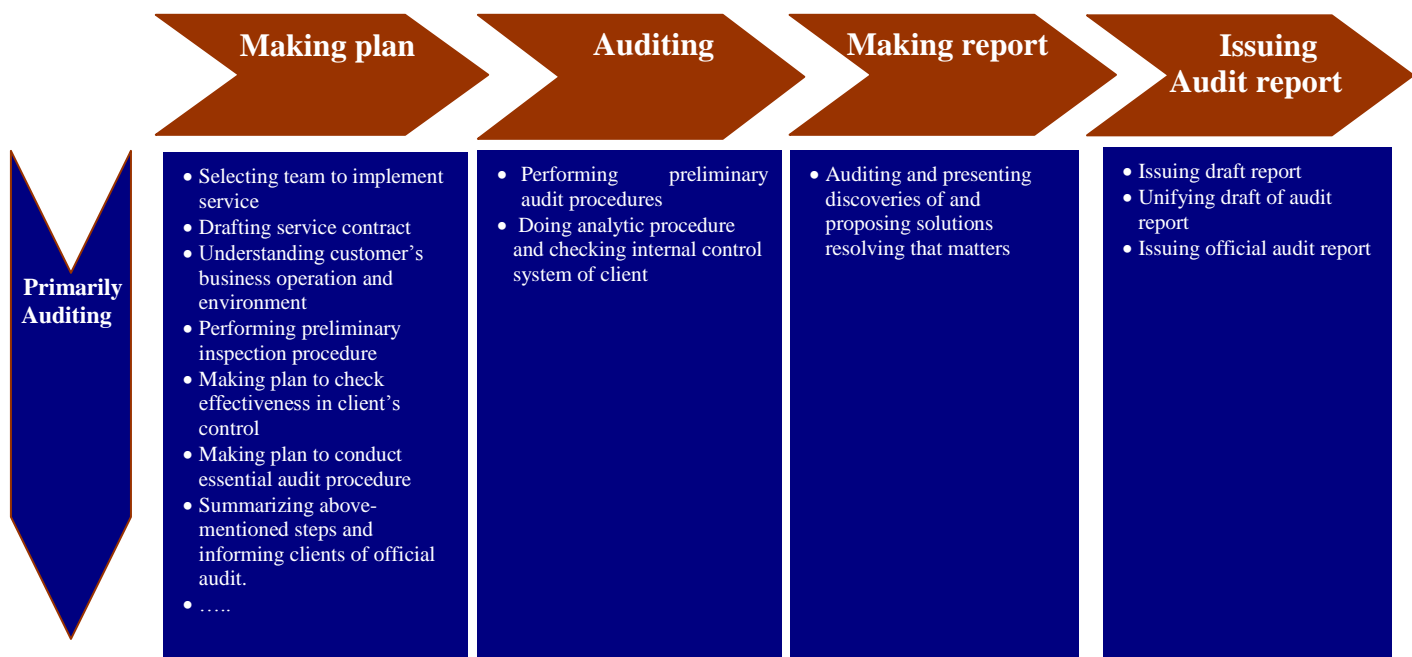 Making plan
Auditing
Making report
Issuing
Audit report
Primarily
Auditing
• Selecting team to implement
service
• Drafting service contract
• Understanding customer's
business operation and
environment
• Performing preliminary
inspection procedure
• Making plan to check
effectiveness in client's
control
• Making plan to conduct
essential audit procedure
• Summarizing above-
mentioned steps and
informing clients of official
audit.
• …..
• Performing preliminary
audit procedures
• Doing analytic procedure
and checking internal control
system of client
• Auditing and presenting
discoveries of and
proposing solutions
resolving that matters
• Issuing draft report
• Unifying draft of audit
report
• Issuing official audit report